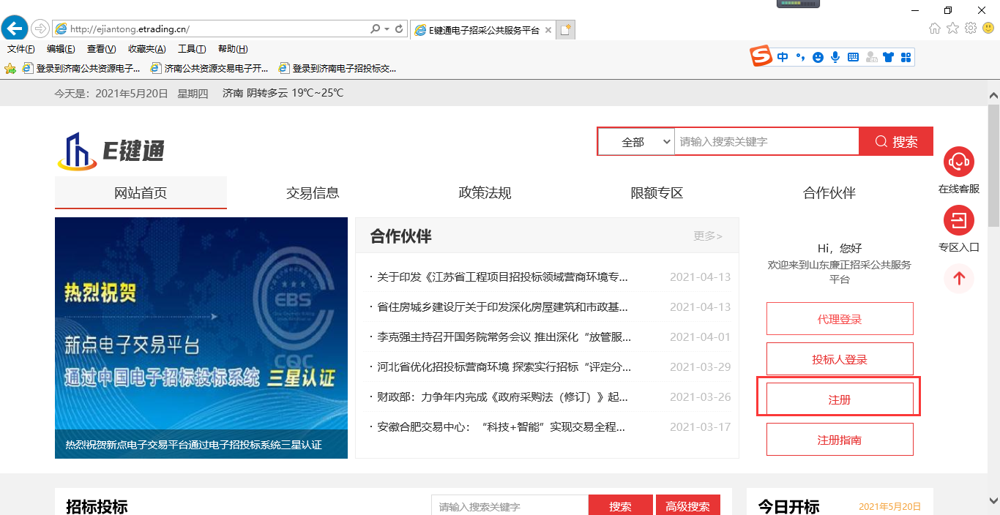 http://ejiantong.etrading.cn/
E键通电子招采公共服务平台
文件(F) 编辑(E) 查看(V) 收藏夹(A) 工具(T) 帮助(H)
中
登录到济南公共资源电子... 济南公共资源交易电子开... 登录到济南电子招投标交...
今天是：2021年5月20日 星期四 济南 阴转多云 19℃~25℃
E键通
全部 请输入搜索关键字 搜索
在线客服
专区入口
网站首页 交易信息 政策法规 限额专区 合作伙伴
热烈祝贺
新点电子交易平台
通过中国电子招标投标系统 三星认证
EBS
CQC
热烈祝贺新点电子交易平台通过电子招投标系统三星认证
合作伙伴 更多>
· 关于印发《江苏省工程项目招投标领域营商环境专... 2021-04-13
· 省住房城乡建设厅关于印发深化房屋建筑和市政基... 2021-04-13
· 李克强主持召开国务院常务会议 推出深化“放管服... 2021-04-01
· 河北省优化招投标营商环境 探索实行招标“评定分... 2021-03-29
· 财政部：力争年内完成《政府采购法（修订）》起... 2021-03-26
· 安徽合肥交易中心：“科技+智能”实现交易全程... 2021-03-17
Hi，您好
欢迎来到山东廉正招采公共服务
平台
代理登录
投标人登录
注册
注册指南
招标投标 请输入搜索关键字 搜索 高级搜索
今日开标 2021年5月20日